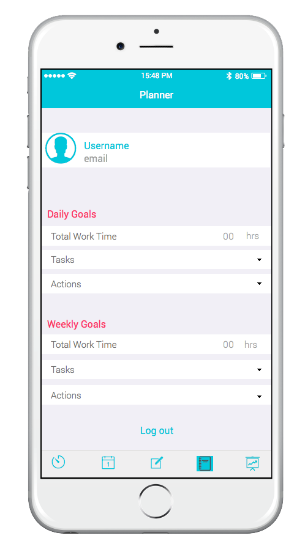 15:48 PM
80%
Planner
Username
email
Daily Goals
Total Work Time 00 hrs
Tasks
Actions
Weekly Goals
Total Work Time 00 hrs
Tasks
Actions
Log out
1